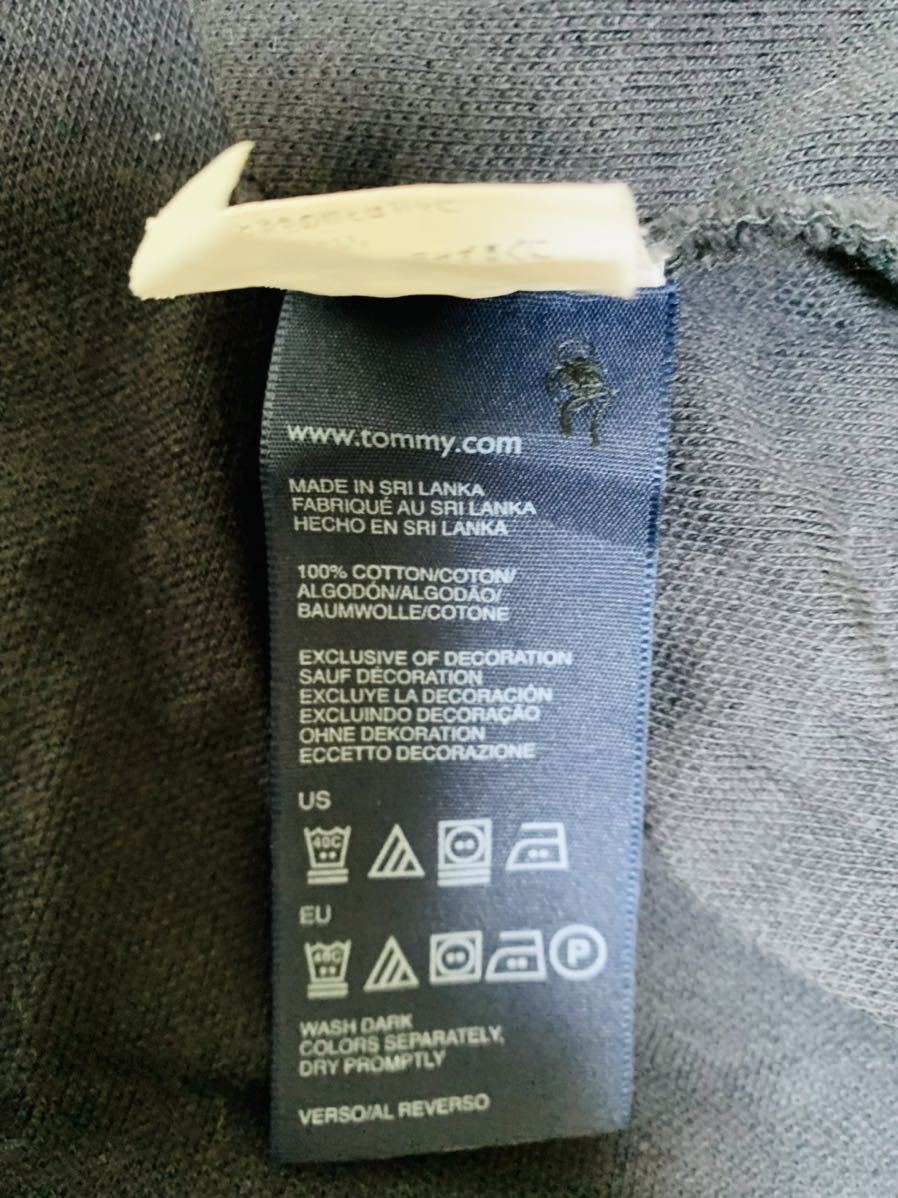 www.tommy.com
MADE IN SRI LANKA
FABRIQUÉ AU SRI LANKA
HECHO EN SRI LANKA
100% COTTON/COTON/
ALGODÓN/ALGODÃO/
BAUMWOLLE/COTONE
EXCLUSIVE OF DECORATION
SAUF DÉCORATION
EXCLUYE LA DECORACIÓN
EXCLUINDO DECORAÇÃO
OHNE DEKORATION
ECCETTO DECORAZIONE
US
40C
EU
40C
P
WASH DARK
COLORS SEPARATELY,
DRY PROMPTLY
VERSO/AL REVERSO